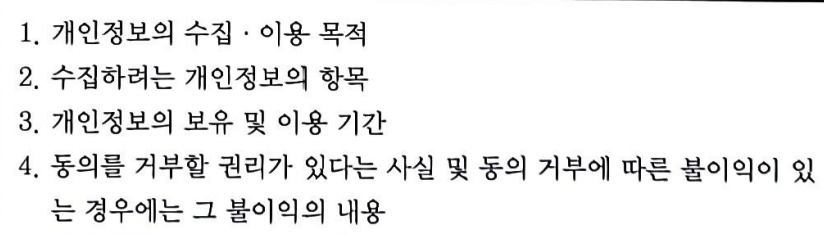 1. 개인정보의 수집 · 이용 목적
2. 수집하려는 개인정보의 항목
3. 개인정보의 보유 및 이용 기간
4. 동의를 거부할 권리가 있다는 사실 및 동의 거부에 따른 불이익이 있
는 경우에는 그 불이익의 내용